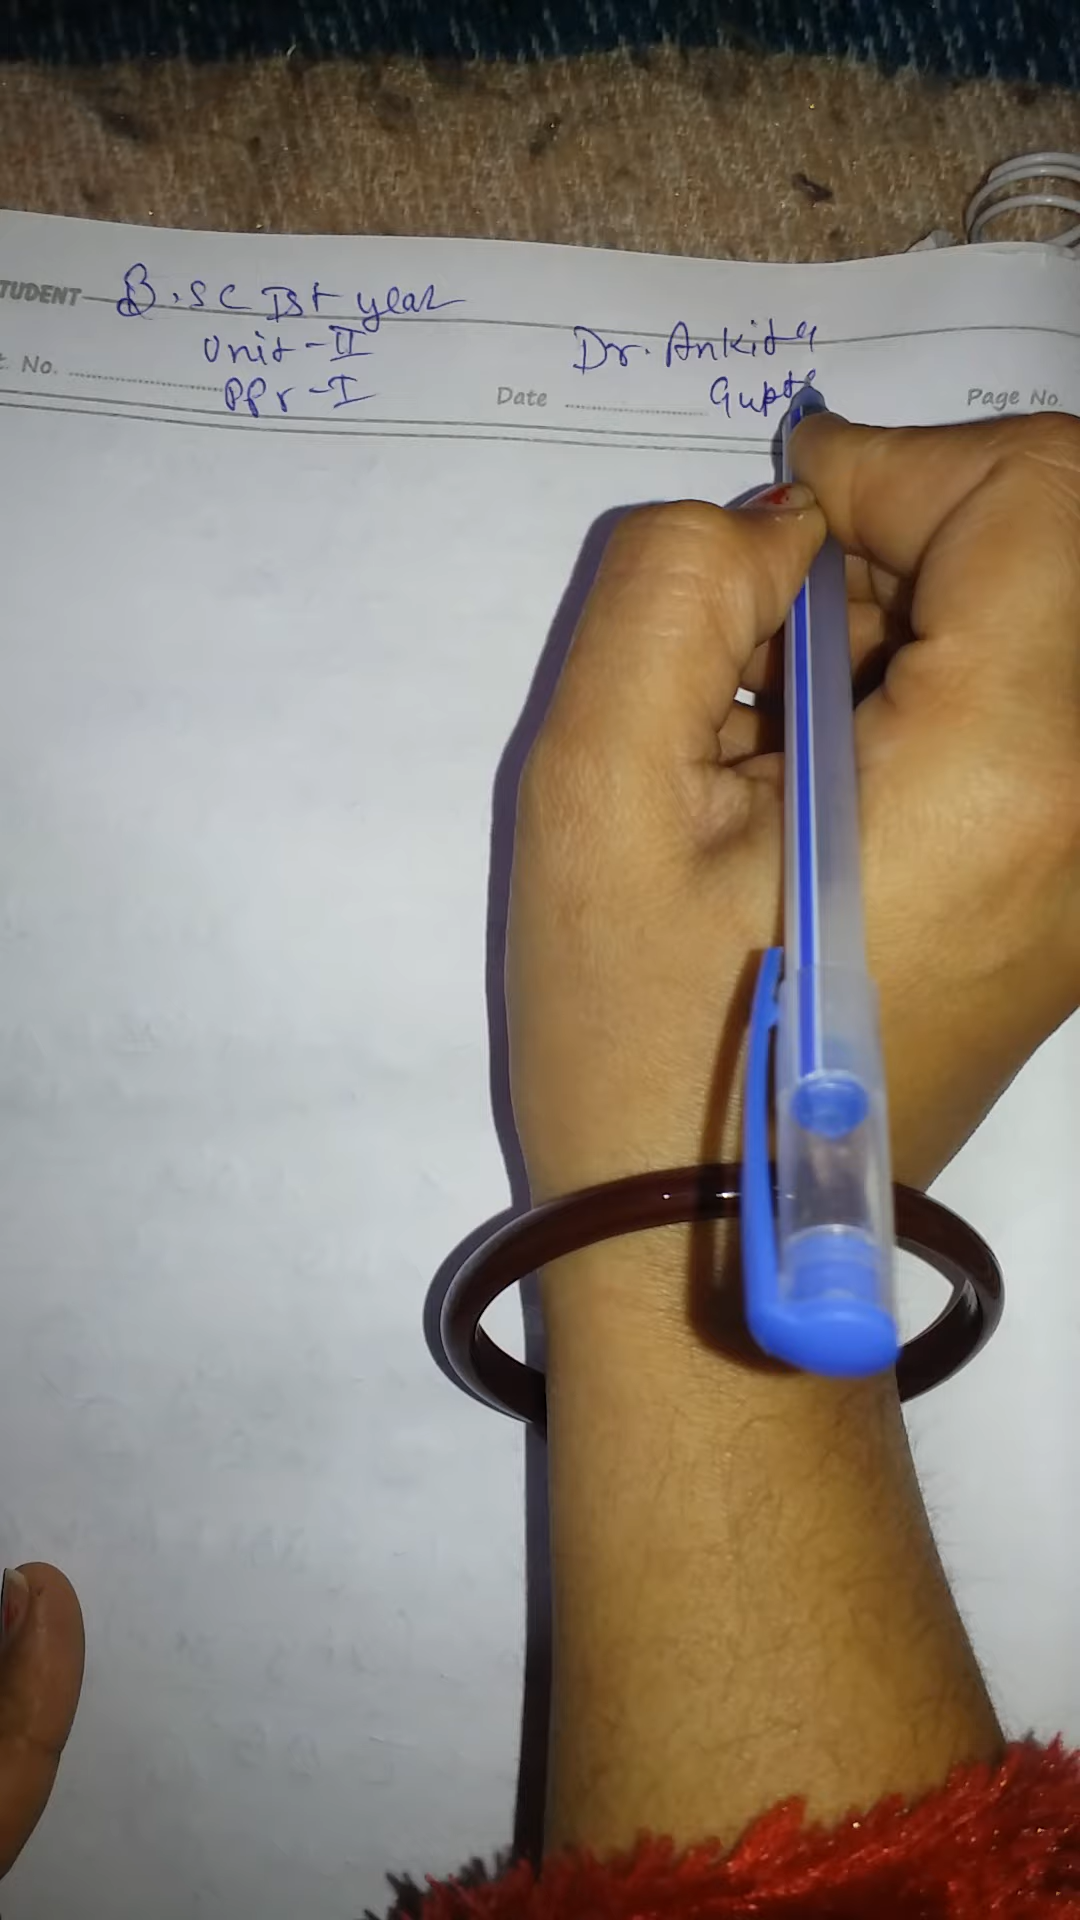 TUDENT B.SC Ist year
Unit-II
PPr-I
Dr. Ankita
Gupta
t. No.
Date
Page No.